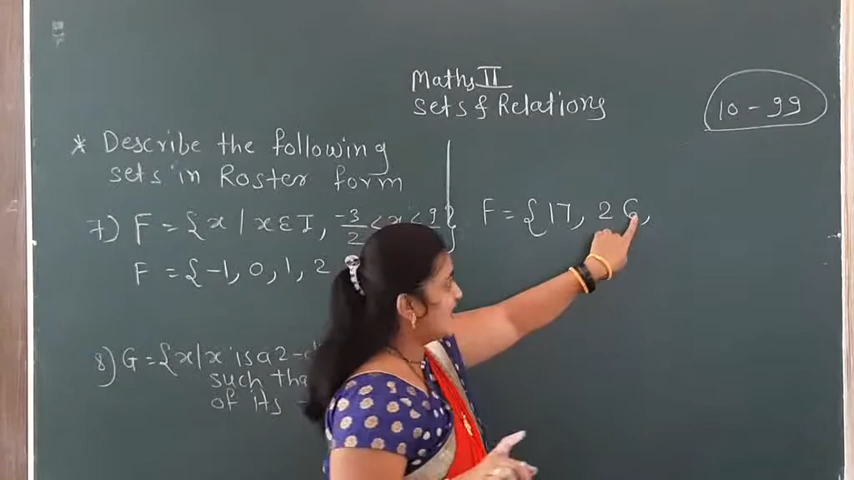 Maths II
Sets & Relations
10 - 99
* Describe the following
sets in Roster form
7) F = {x / x ε I, -3/2 < x < 9/
F = {17, 26,
F = {-1, 0, 1, 2
8) G = {x/x is a 2-
such
of its